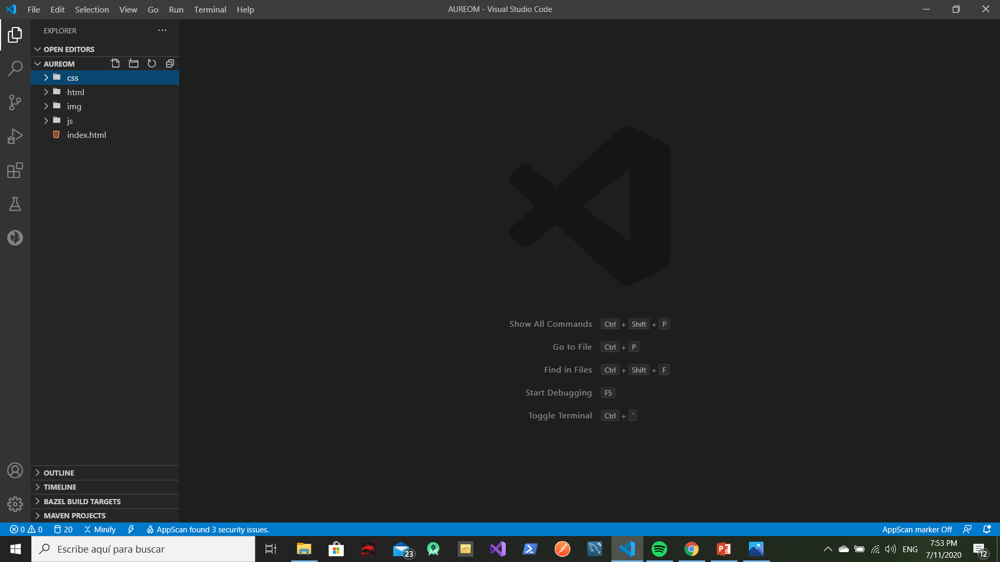 File Edit Selection View Go Run Terminal Help
AUREOM - Visual Studio Code
EXPLORER
OPEN EDITORS
AUREOM
css
html
img
js
index.html
Show All Commands Ctrl + Shift + P
Go to File Ctrl + P
Find in Files Ctrl + Shift + F
Start Debugging F5
Toggle Terminal Ctrl + `
OUTLINE
TIMELINE
BAZEL BUILD TARGETS
MAVEN PROJECTS
0 0 20 Minify AppScan found 3 security issues.
AppScan marker Off
Escribe aquí para buscar
23
ENG
7:53 PM
7/11/2020
12